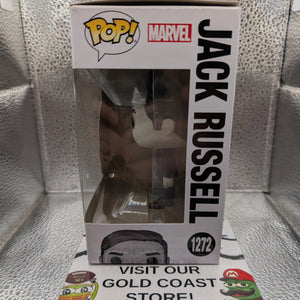 POP!
MARVEL
JACK RUSSELL
1272
VISIT OUR
GOLD COAST
STORE!